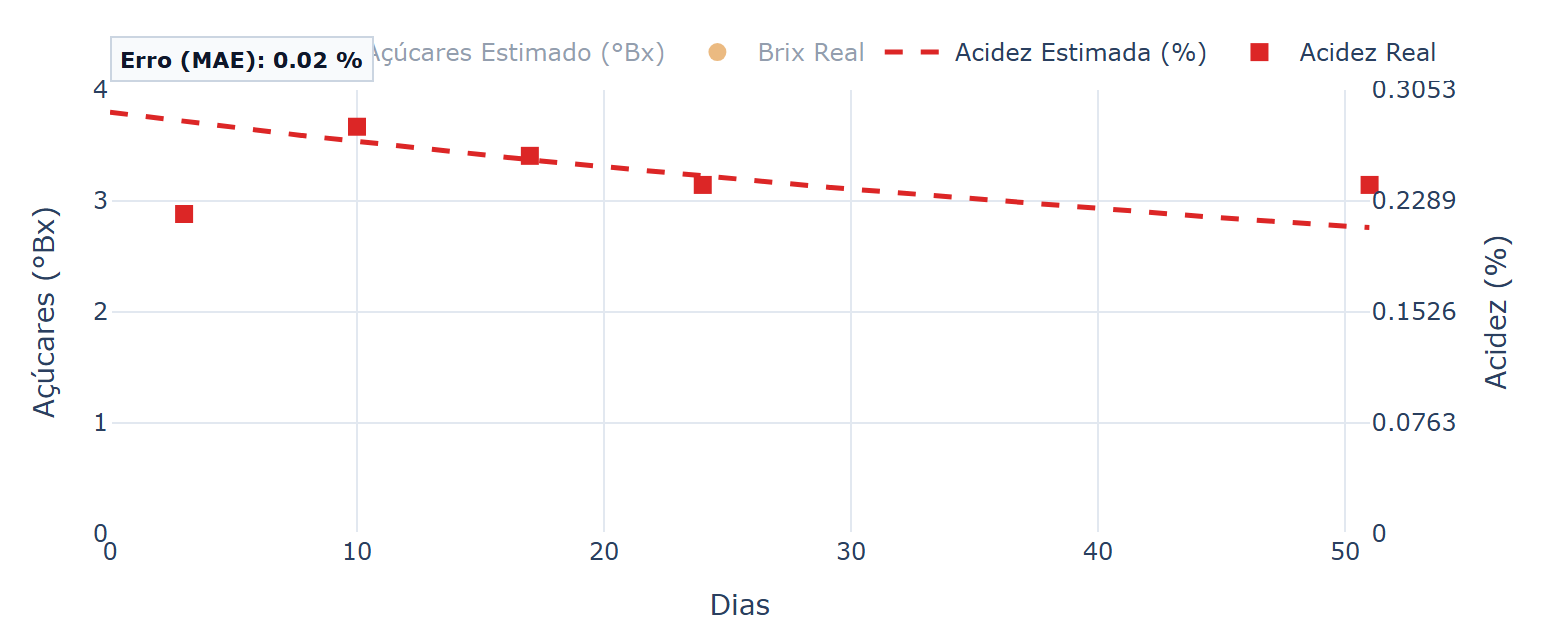 Erro (MAE): 0.02 %
Açúcares Estimado (°Bx)
Brix Real
Acidez Estimada (%)
Acidez Real
4
3
2
1
0
Açúcares (°Bx)
0.3053
0.2289
0.1526
0.0763
0
Acidez (%)
0
10
20
30
40
50
Dias